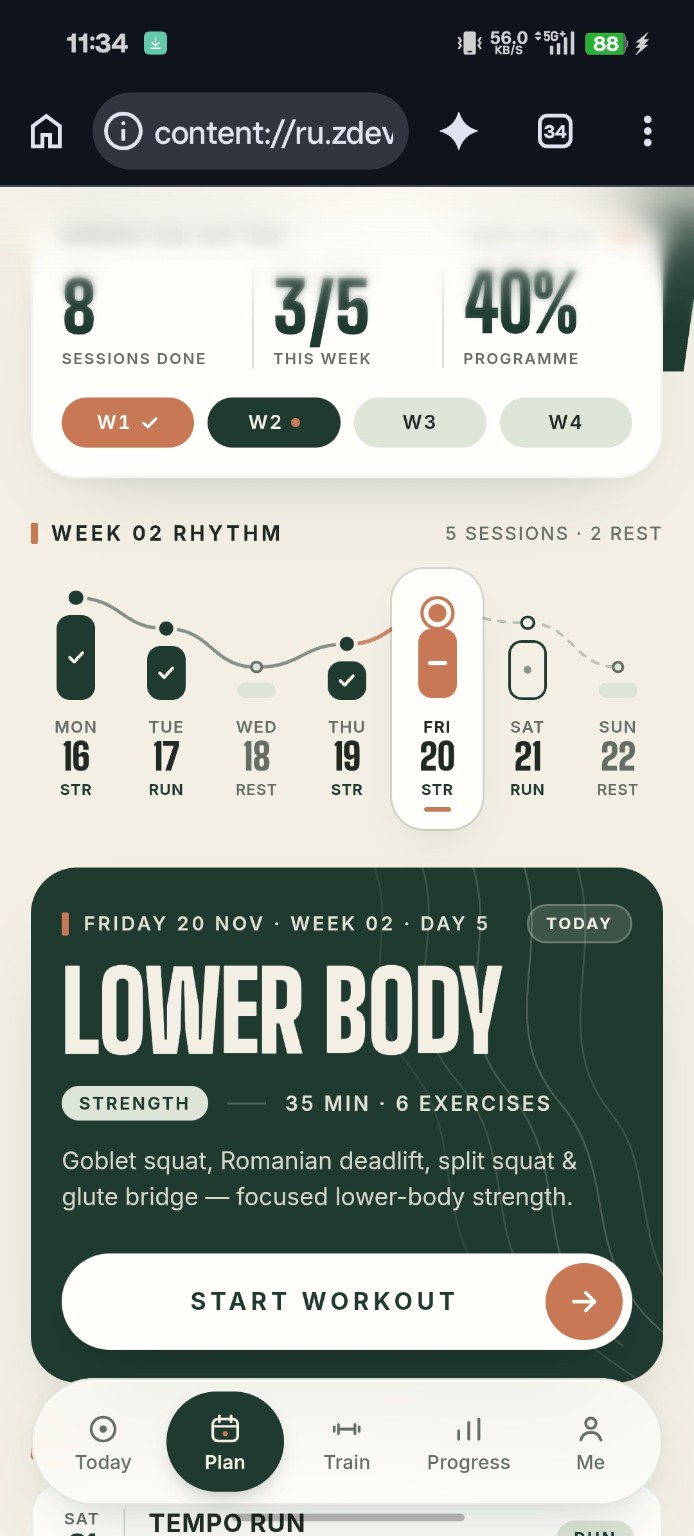 11:34
56.0 KB/S 5G+ 88
content://ru.zdev
34
8 3/5 40%
SESSIONS DONE THIS WEEK PROGRAMME
W1 W2 W3 W4
WEEK 02 RHYTHM 5 SESSIONS · 2 REST
MON TUE WED THU FRI SAT SUN
16 17 18 19 20 21 22
STR RUN REST STR STR RUN REST
FRIDAY 20 NOV · WEEK 02 · DAY 5 TODAY
LOWER BODY
STRENGTH 35 MIN · 6 EXERCISES
Goblet squat, Romanian deadlift, split squat &
glute bridge — focused lower-body strength.
START WORKOUT
Today Plan Train Progress Me
SAT TEMPO RUN
RUN